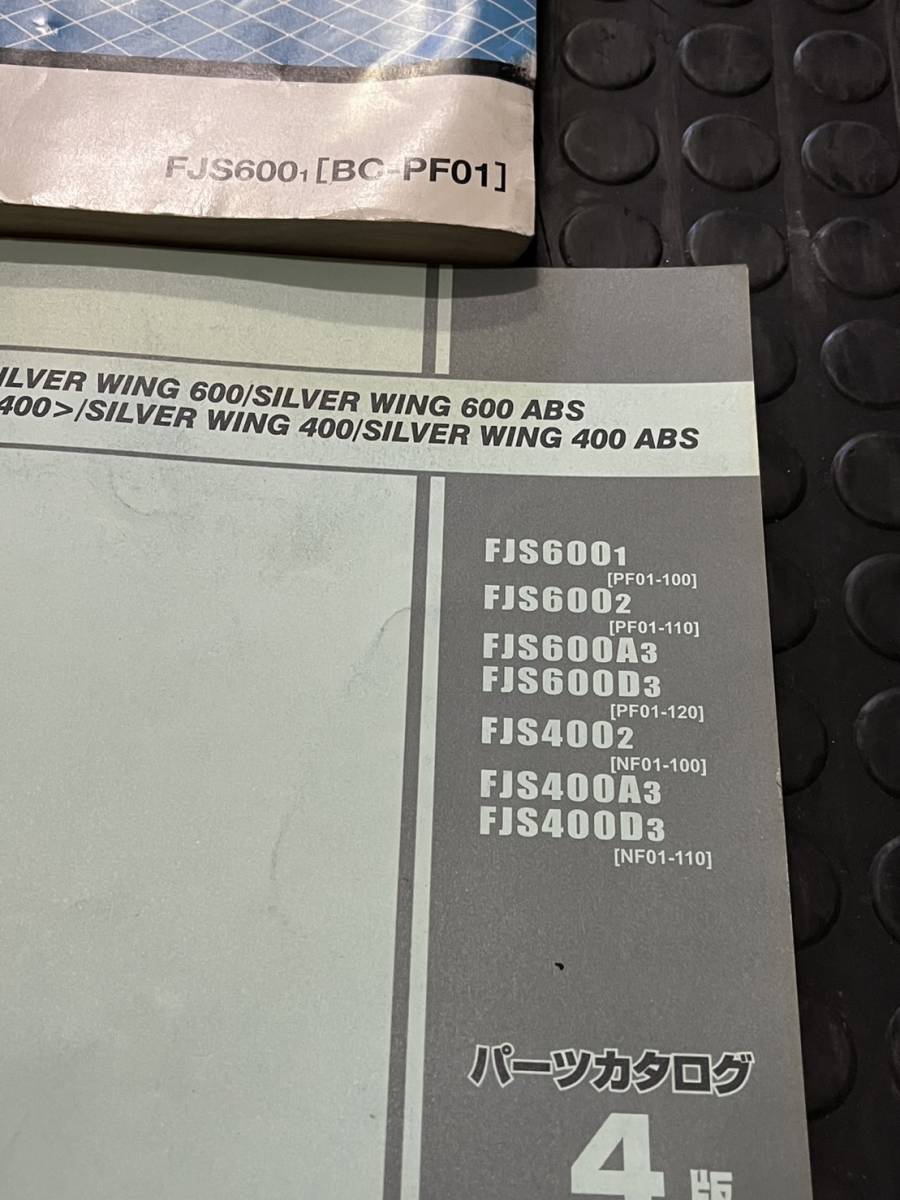 FJS6001[BC-PF01]
ILVER WING 600/SILVER WING 600 ABS
400>/SILVER WING 400/SILVER WING 400 ABS
FJS6001
[PF01-100]
FJS6002
[PF01-110]
FJS600A3
FJS600D3
[PF01-120]
FJS4002
[NF01-100]
FJS400A3
FJS400D3
[NF01-110]
パーツカタログ
4版